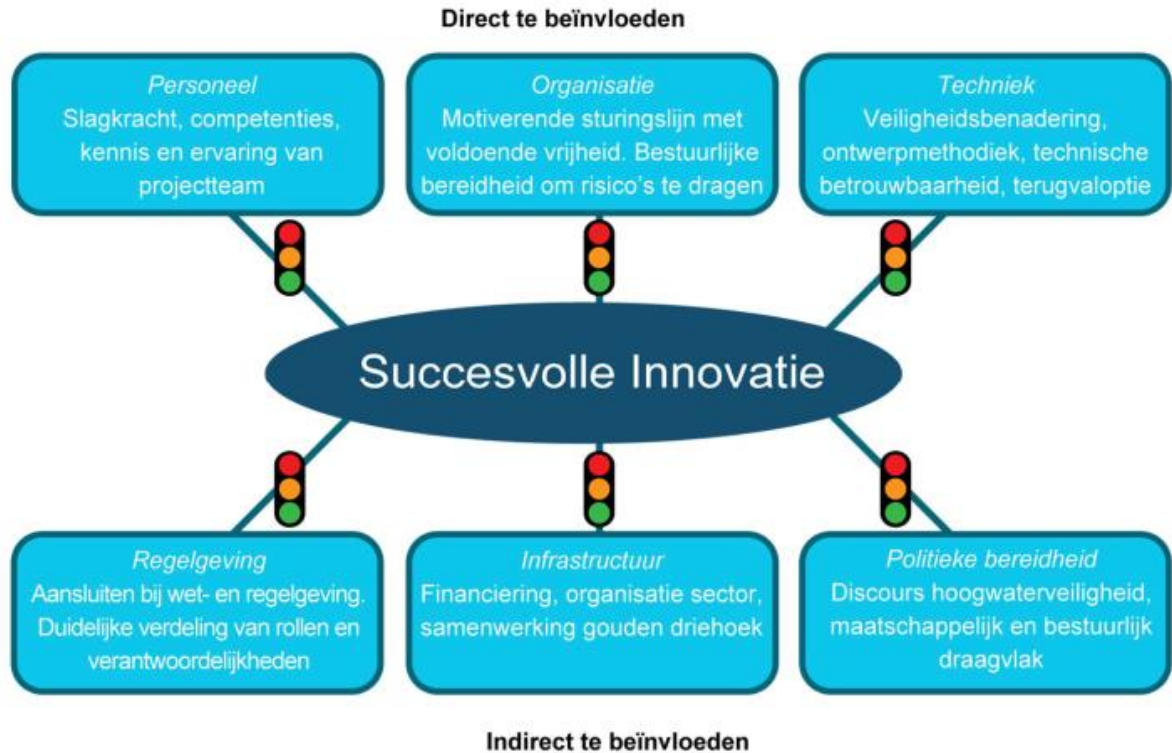 Direct te beïnvloeden
Personeel
Slagkracht, competenties,
kennis en ervaring van
projectteam
Organisatie
Motiverende sturingslijn met
voldoende vrijheid. Bestuurlijke
bereidheid om risico's te dragen
Techniek
Veiligheidsbenadering,
ontwerpmethodiek, technische
betrouwbaarheid, terugvaloptie
Succesvolle Innovatie
Regelgeving
Aansluiten bij wet- en regelgeving.
Duidelijke verdeling van rollen en
verantwoordelijkheden
Infrastructuur
Financiering, organisatie sector,
samenwerking gouden driehoek
Politieke bereidheid
Discours hoogwaterveiligheid,
maatschappelijk en bestuurlijk
draagvlak
Indirect te beïnvloeden